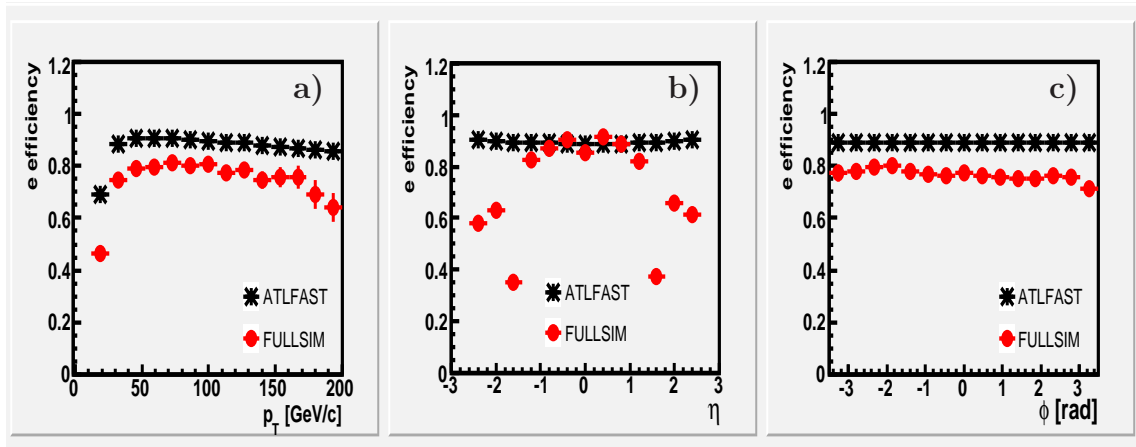 a)
e efficiency
1.2
1
0.8
0.6
0.4
0.2
0
ATLFAST
FULLSIM
0 50 100 150 200
p_T [GeV/c]
b)
e efficiency
1.2
1
0.8
0.6
0.4
0.2
0
ATLFAST
FULLSIM
-3 -2 -1 0 1 2 3
η
c)
e efficiency
1.2
1
0.8
0.6
0.4
0.2
0
ATLFAST
FULLSIM
-3 -2 -1 0 1 2 3
ϕ [rad]